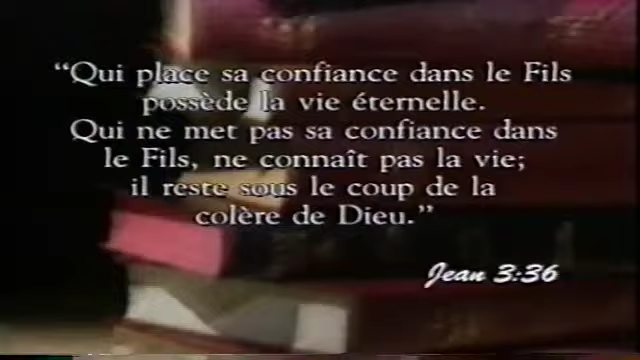 “Qui place sa confiance dans le Fils
possède la vie éternelle.
Qui ne met pas sa confiance dans
le Fils, ne connaît pas la vie;
il reste sous le coup de la
colère de Dieu.”
Jean 3:36